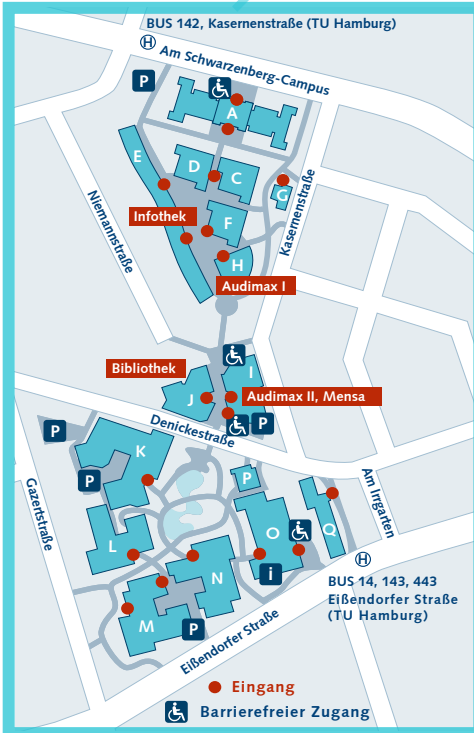 BUS 142, Kasernenstraße (TU Hamburg)
H
Am Schwarzenberg-Campus
P
A
E
D
C
G
Niemannstraße
Kasernenstraße
Infothek
F
H
Audimax I
Bibliothek
I
J
Audimax II, Mensa
Denickestraße
P
P
K
P
P
Gazertstraße
Am Irrgarten
L
O
Q
H
N
i
BUS 14, 143, 443
Eißendorfer Straße
(TU Hamburg)
M
P
Eißendorfer Straße
Eingang
Barrierefreier Zugang